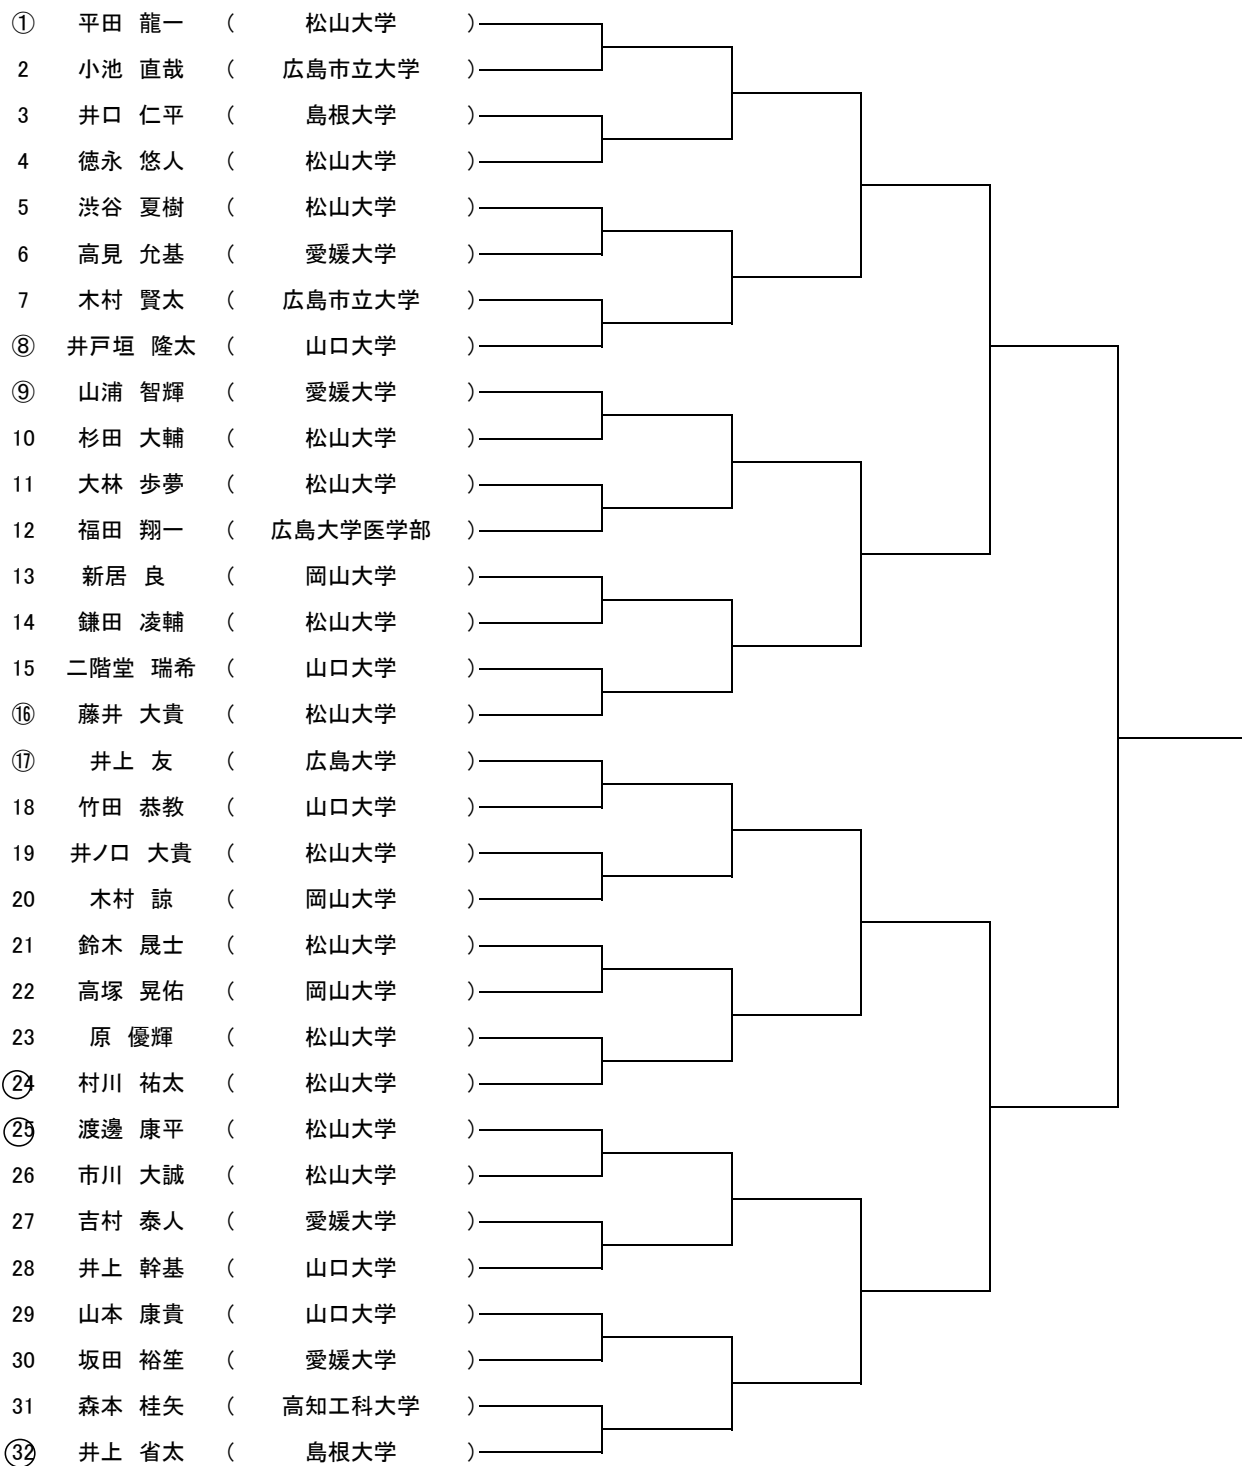 ① 平田 龍一 ( 松山大学 )
2 小池 直哉 ( 広島市立大学 )
3 井口 仁平 ( 島根大学 )
4 徳永 悠人 ( 松山大学 )
5 渋谷 夏樹 ( 松山大学 )
6 高見 允基 ( 愛媛大学 )
7 木村 賢太 ( 広島市立大学 )
⑧ 井戸垣 隆太 ( 山口大学 )
⑨ 山浦 智輝 ( 愛媛大学 )
10 杉田 大輔 ( 松山大学 )
11 大林 歩夢 ( 松山大学 )
12 福田 翔一 ( 広島大学医学部 )
13 新居 良 ( 岡山大学 )
14 鎌田 凌輔 ( 松山大学 )
15 二階堂 瑞希 ( 山口大学 )
⑯ 藤井 大貴 ( 松山大学 )
⑰ 井上 友 ( 広島大学 )
18 竹田 恭教 ( 山口大学 )
19 井ノ口 大貴 ( 松山大学 )
20 木村 諒 ( 岡山大学 )
21 鈴木 晟士 ( 松山大学 )
22 高塚 晃佑 ( 岡山大学 )
23 原 優輝 ( 松山大学 )
㉔ 村川 祐太 ( 松山大学 )
㉕ 渡邊 康平 ( 松山大学 )
26 市川 大誠 ( 松山大学 )
27 吉村 泰人 ( 愛媛大学 )
28 井上 幹基 ( 山口大学 )
29 山本 康貴 ( 山口大学 )
30 坂田 裕笙 ( 愛媛大学 )
31 森本 桂矢 ( 高知工科大学 )
㉜ 井上 省太 ( 島根大学 )